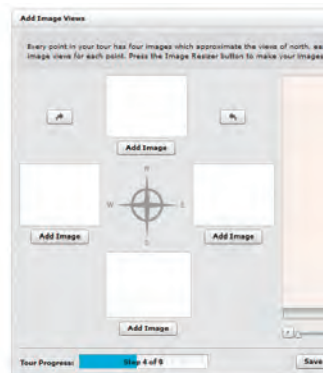 Add Image Views
Every point in your tour has four images which approximate the views of north, ea
image views for each point. Press the Image Resizer button to make your images
Add Image
N
W E
S
Add Image Add Image
Add Image
Tour Progress: Step 4 of 9 Save